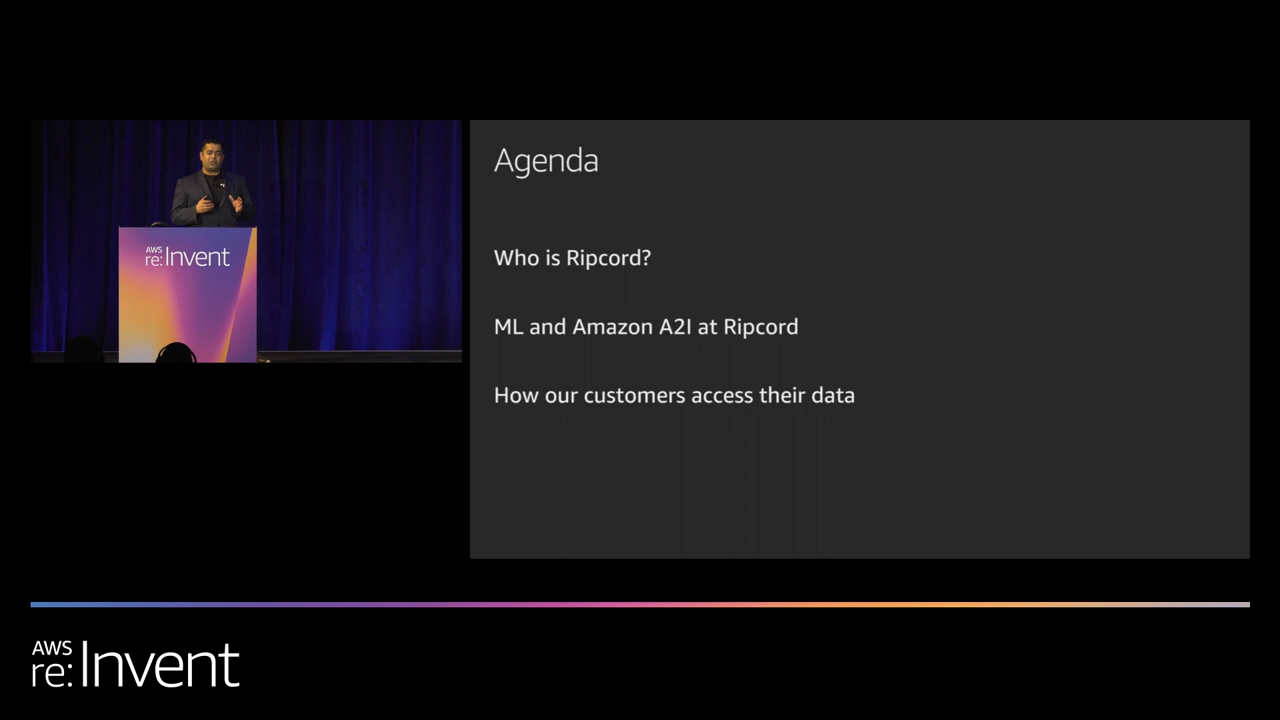 AWS
re:Invent
Agenda
Who is Ripcord?
ML and Amazon A2I at Ripcord
How our customers access their data
AWS
re:Invent